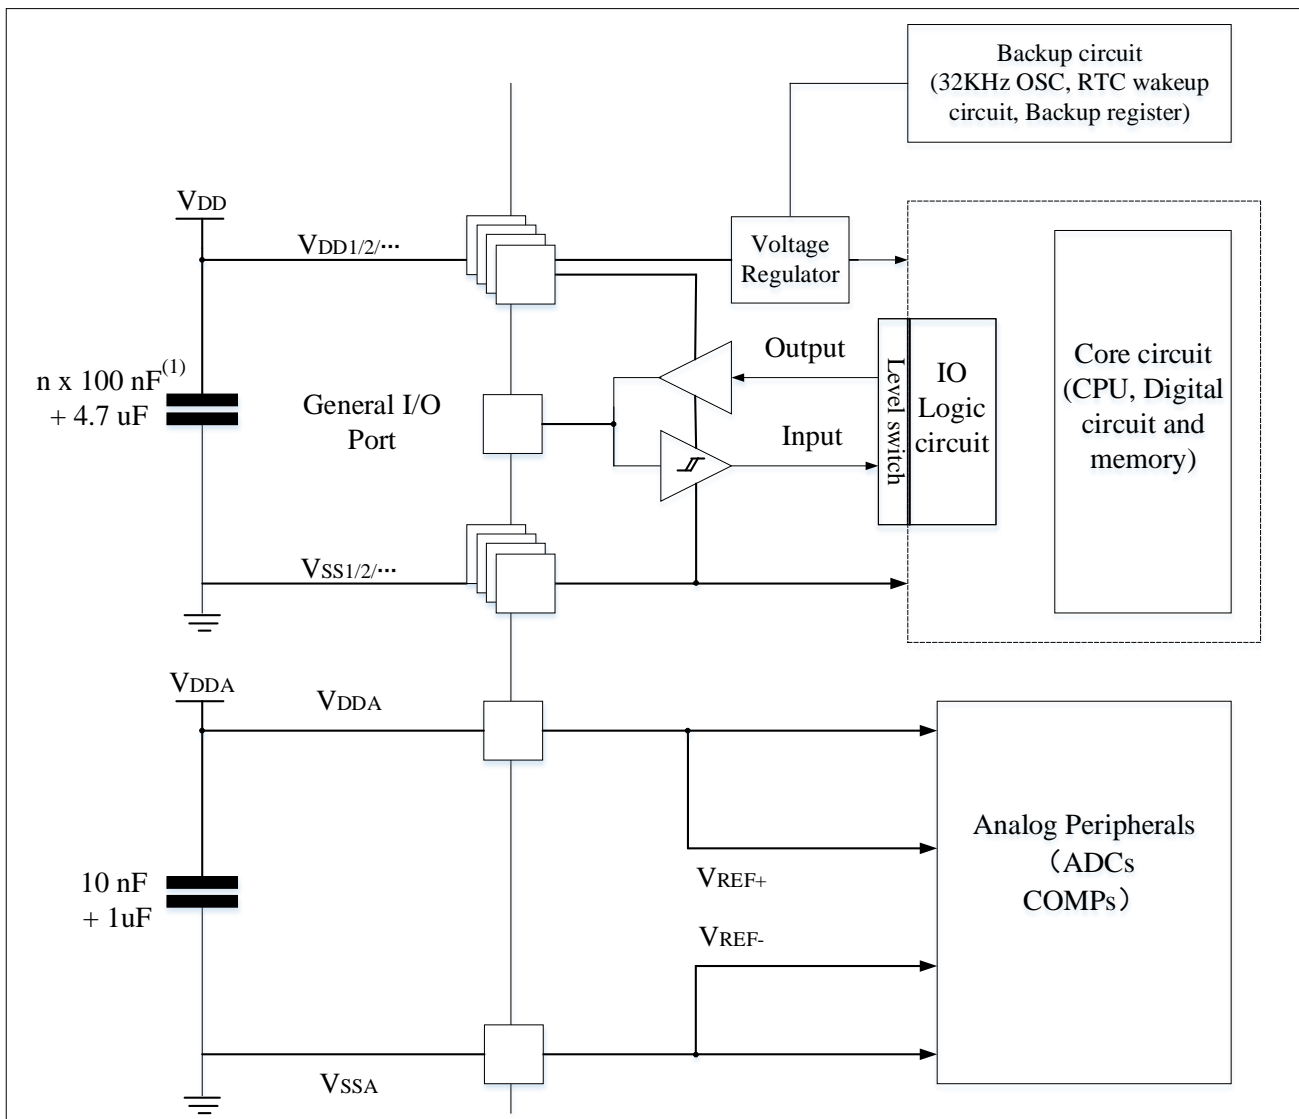 Backup circuit
(32KHz OSC, RTC wakeup
circuit, Backup register)
VDD
VDD1/2/···
Voltage
Regulator
n x 100 nF(1)
+ 4.7 uF
General I/O
Port
Output
Input
Level switch
IO
Logic
circuit
Core circuit
(CPU, Digital
circuit and
memory)
VSS1/2/···
VDDA
VDDA
10 nF
+ 1uF
VREF+
VREF-
Analog Peripherals
（ADCs
COMPs）
VSSA